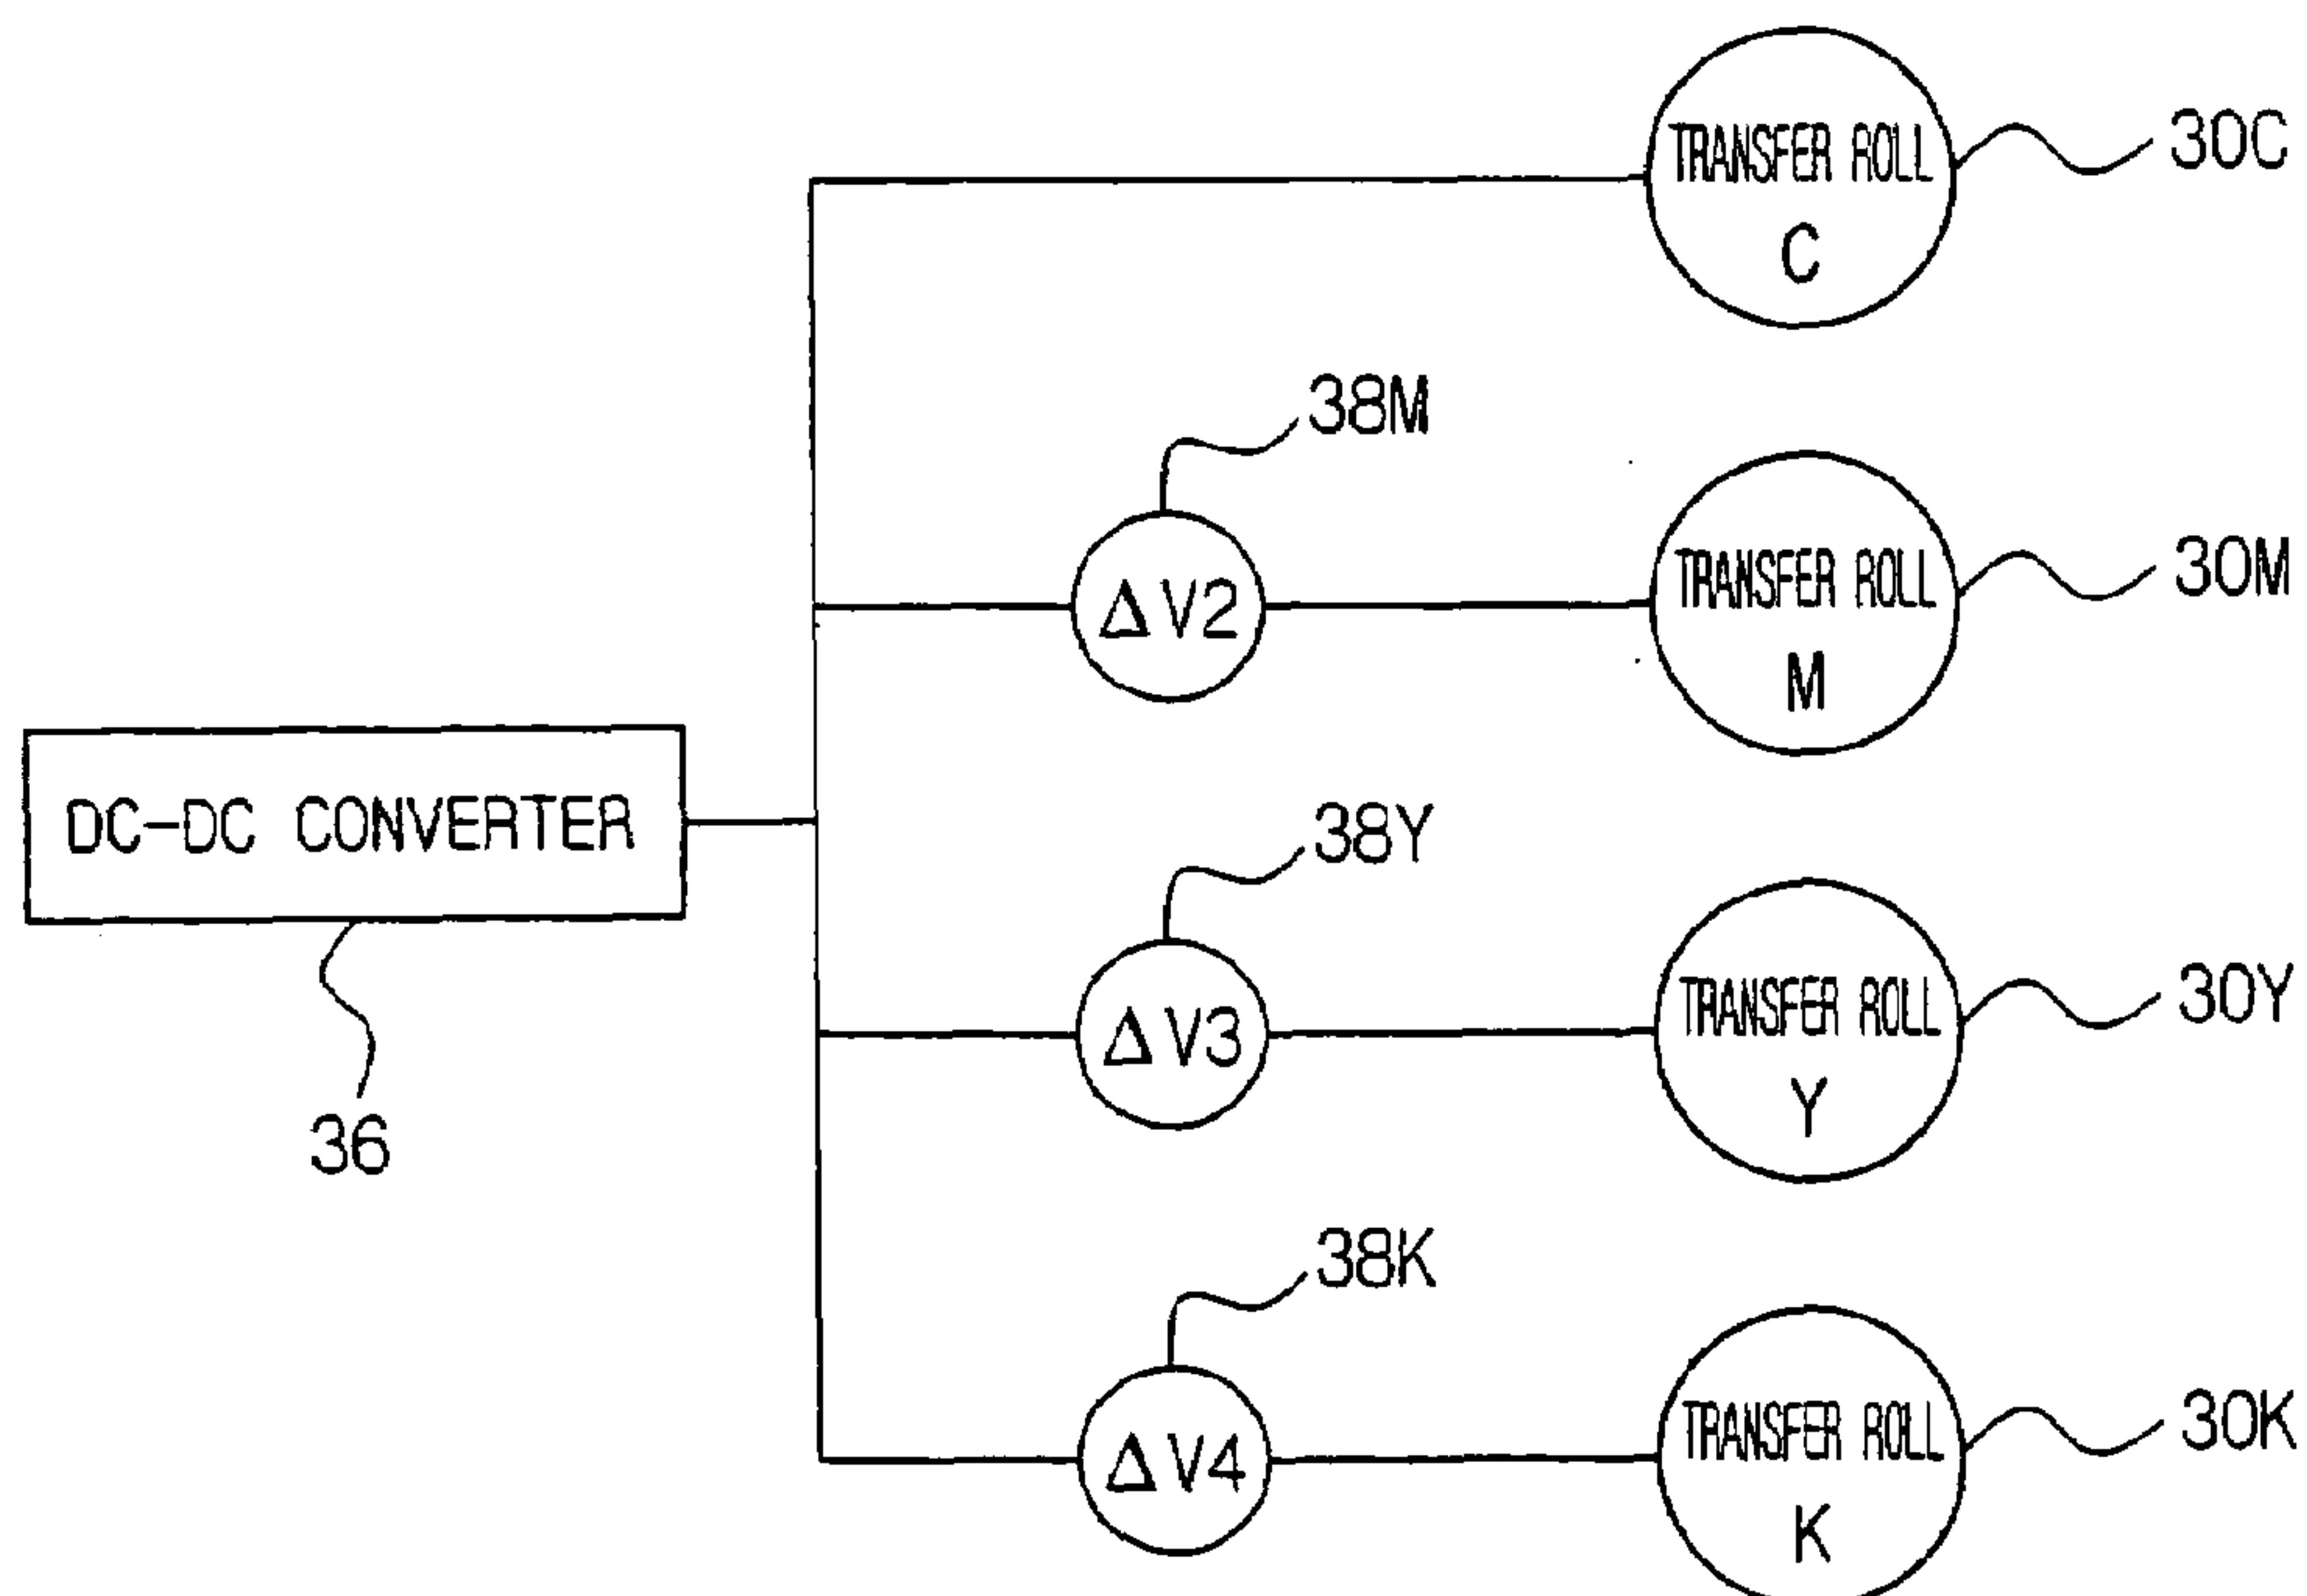 TRANSFER ROLL
C
30C
38M
ΔV2
TRANSFER ROLL
M
30M
DC-DC CONVERTER
36
38Y
ΔV3
TRANSFER ROLL
Y
30Y
38K
ΔV4
TRANSFER ROLL
K
30K